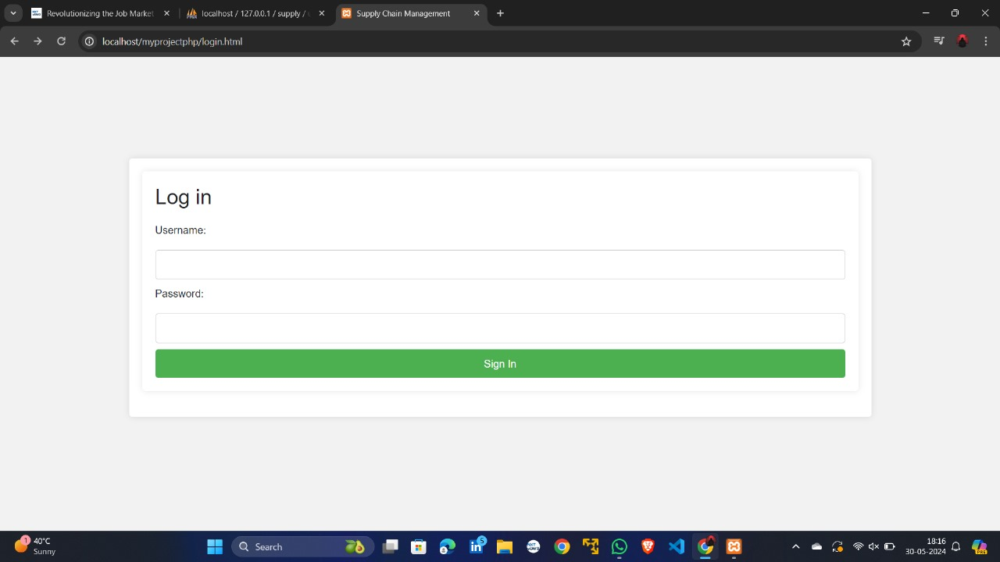 Revolutionizing the Job Market
localhost / 127.0.0.1 / supply /
Supply Chain Management
localhost/myprojectphp/login.html
Log in
Username:
Password:
Sign In
1
40°C
Sunny
Search
5
18:16
30-05-2024
PRE